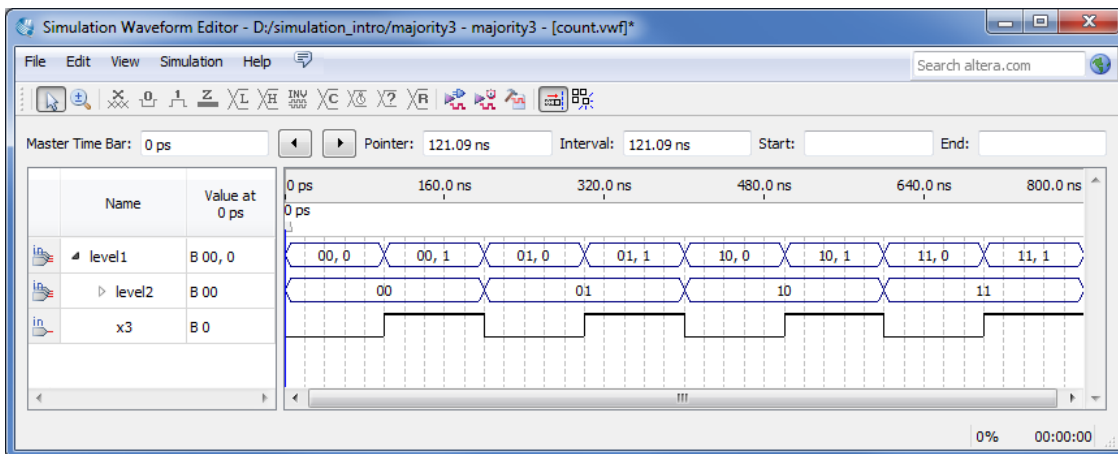 Simulation Waveform Editor - D:/simulation_intro/majority3 - majority3 - [count.vwf]*
File Edit View Simulation Help Search altera.com
Master Time Bar: 0 ps Pointer: 121.09 ns Interval: 121.09 ns Start: End:
Name Value at 0 ps
0 ps 160.0 ns 320.0 ns 480.0 ns 640.0 ns 800.0 ns
0 ps
level1 B 00, 0 00, 0 00, 1 01, 0 01, 1 10, 0 10, 1 11, 0 11, 1
level2 B 00 00 01 10 11
x3 B 0
0% 00:00:00